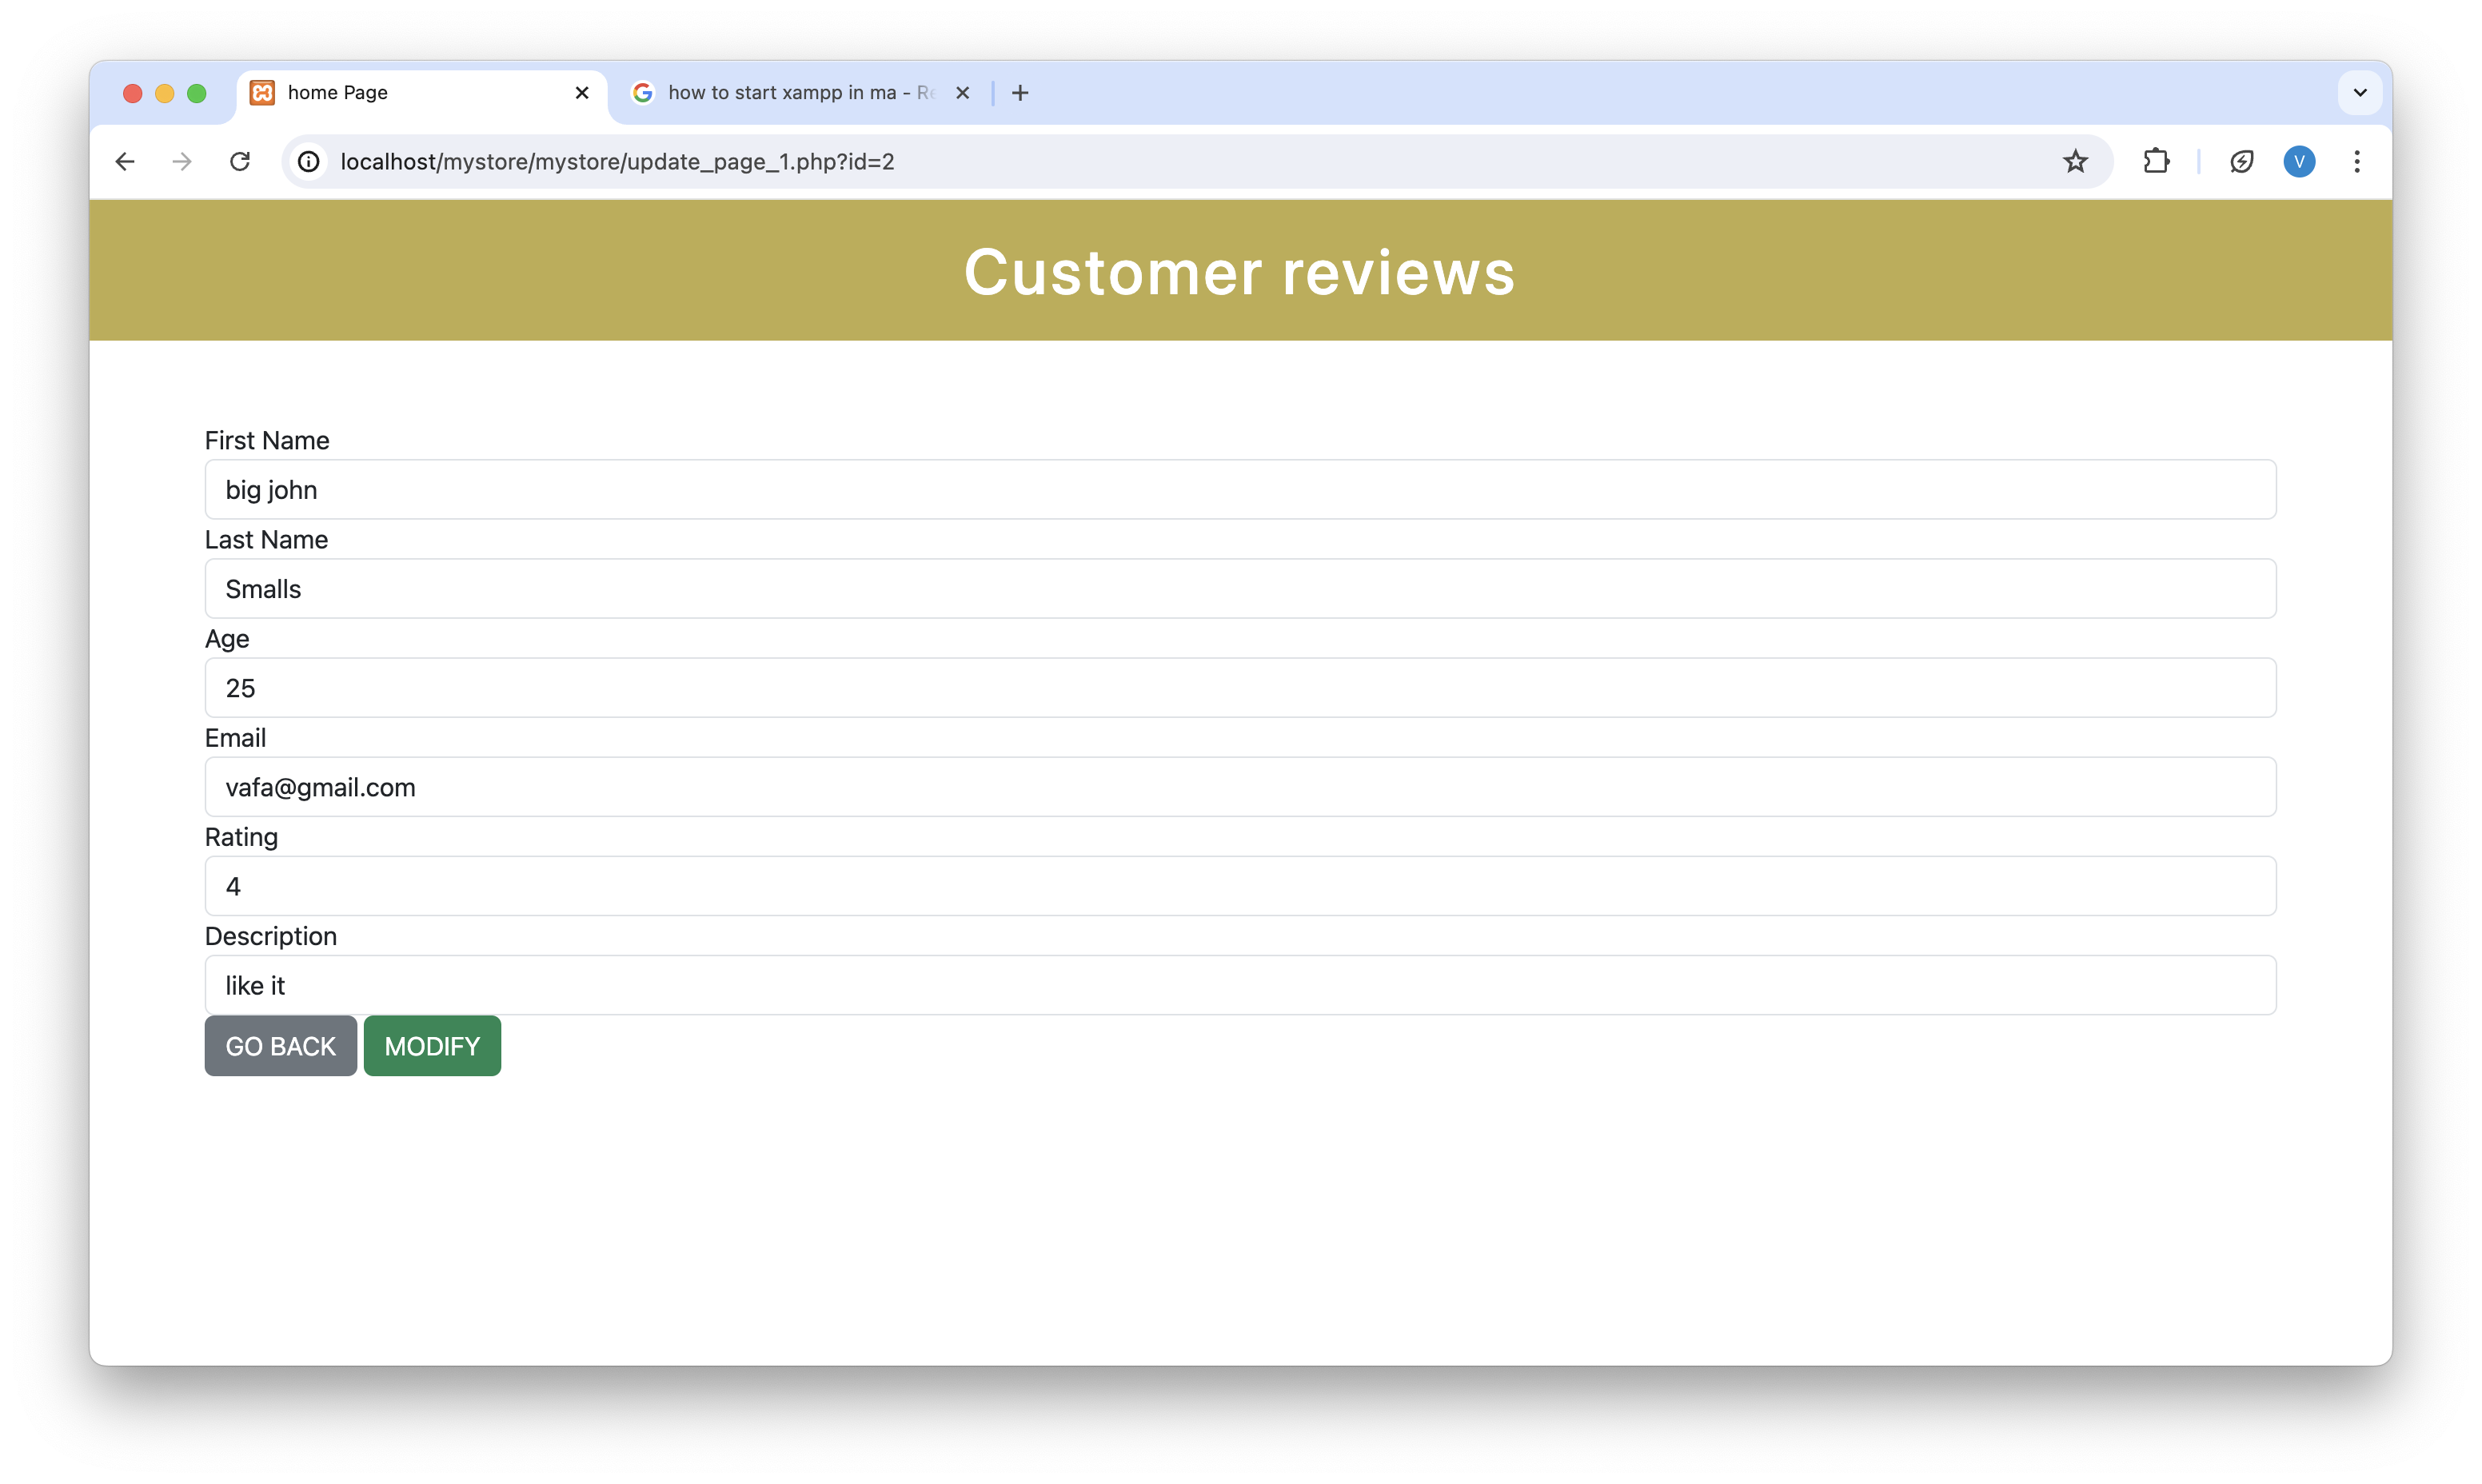 home Page
how to start xampp in ma - Re
localhost/mystore/mystore/update_page_1.php?id=2
V
Customer reviews
First Name
big john
Last Name
Smalls
Age
25
Email
vafa@gmail.com
Rating
4
Description
like it
GO BACK MODIFY